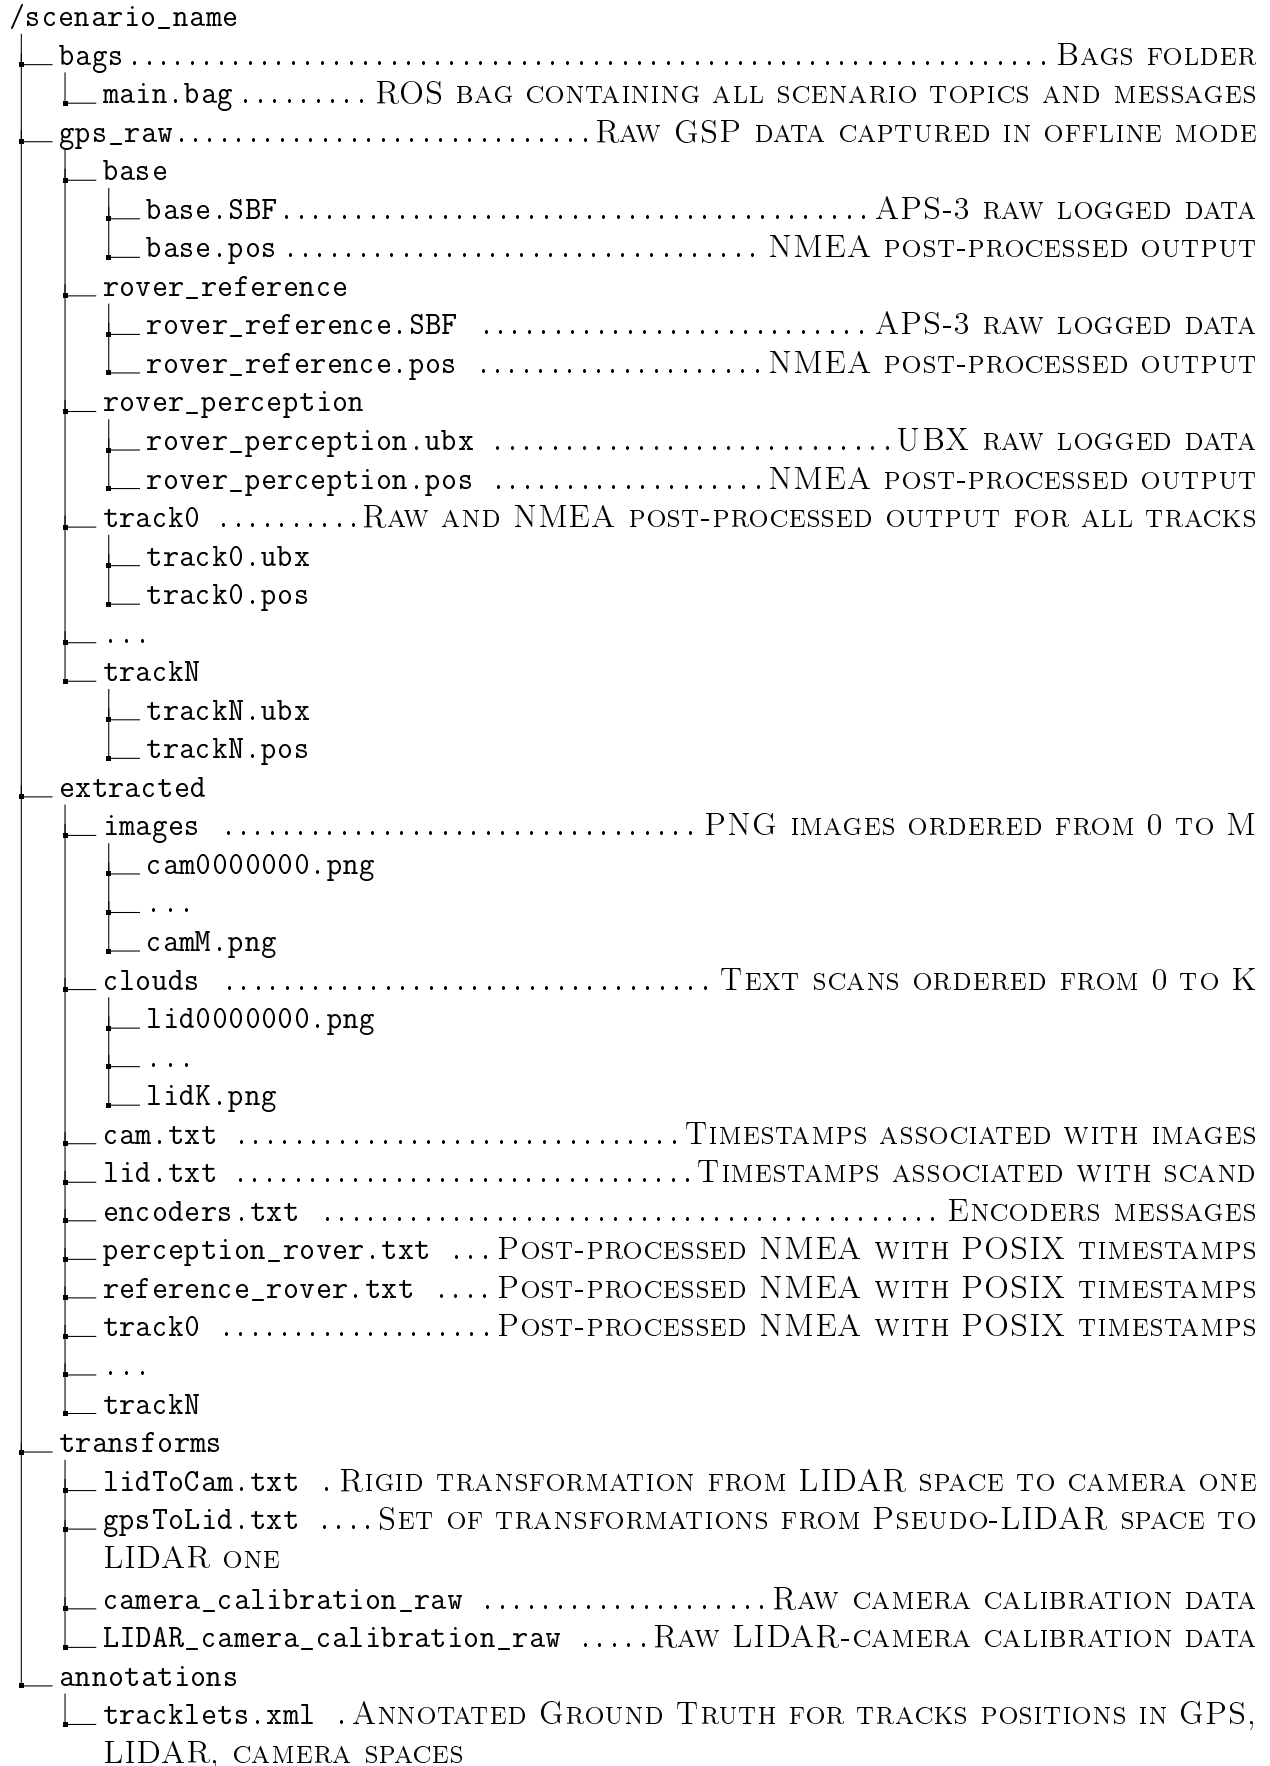 /scenario_name
bags ................................................................ Bags folder
main.bag ......... ROS bag containing all scenario topics and messages
gps_raw ............................. Raw GSP data captured in offline mode
base
base.SBF ......................................... APS-3 raw logged data
base.pos ................................. NMEA post-processed output
rover_reference
rover_reference.SBF ........................... APS-3 raw logged data
rover_reference.pos .................... NMEA post-processed output
rover_perception
rover_perception.ubx ............................ UBX raw logged data
rover_perception.pos ................... NMEA post-processed output
track0 .......... Raw and NMEA post-processed output for all tracks
track0.ubx
track0.pos
...
trackN
trackN.ubx
trackN.pos
extracted
images ................................. PNG images ordered from 0 to M
cam0000000.png
...
camM.png
clouds .................................. Text scans ordered from 0 to K
lid0000000.png
...
lidK.png
cam.txt ............................... Timestamps associated with images
lid.txt ................................ Timestamps associated with scand
encoders.txt ........................................... Encoders messages
perception_rover.txt ... Post-processed NMEA with POSIX timestamps
reference_rover.txt .... Post-processed NMEA with POSIX timestamps
track0 ................... Post-processed NMEA with POSIX timestamps
...
trackN
transforms
lidToCam.txt . Rigid transformation from LIDAR space to camera one
gpsToLid.txt .... Set of transformations from Pseudo-LIDAR space to
LIDAR one
camera_calibration_raw .................... Raw camera calibration data
LIDAR_camera_calibration_raw ..... Raw LIDAR-camera calibration data
annotations
tracklets.xml . Annotated Ground Truth for tracks positions in GPS,
LIDAR, camera spaces